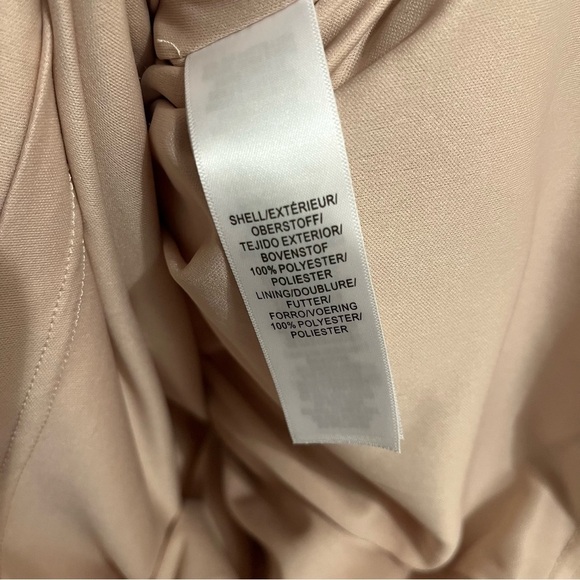 SHELL/EXTÉRIEUR/
OBERSTOFF/
TEJIDO EXTERIOR/
BOVENSTOF
100% POLYESTER/
POLIESTER
LINING/DOUBLURE/
FUTTER/
FORRO/VOERING
100% POLYESTER/
POLIESTER